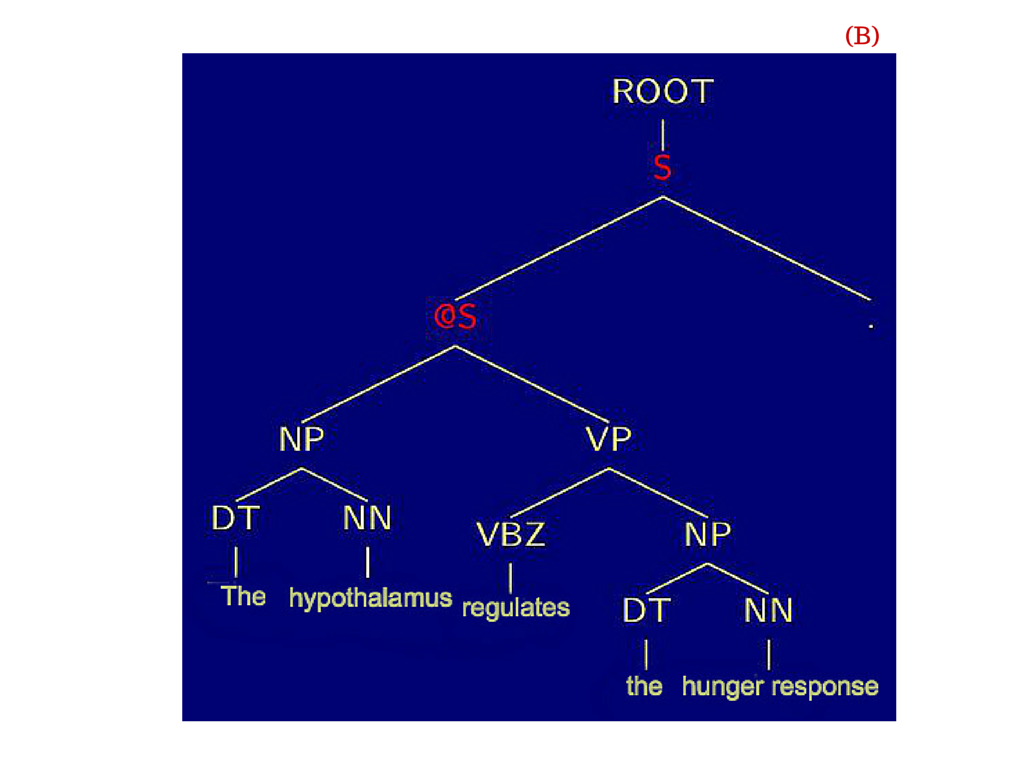 (B)
ROOT
S
@S
.
NP VP
DT NN VBZ NP
The hypothalamus regulates
DT NN
the hunger response